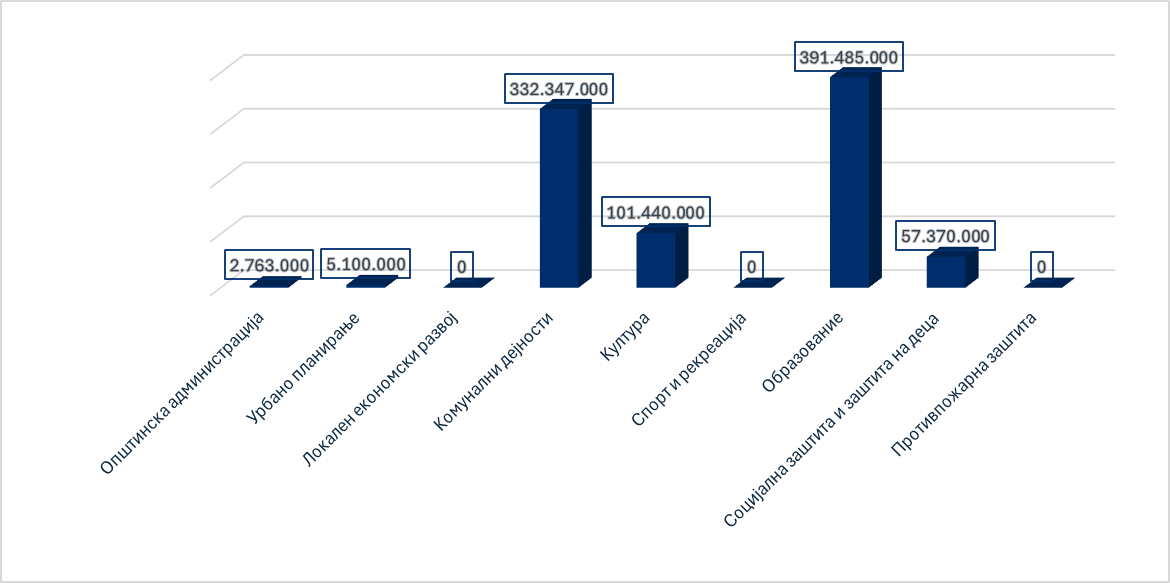 391.485.000
332.347.000
101.440.000
57.370.000
2.763.000
5.100.000
0
0
0
Општинска администрација
Урбано планирање
Локален економски развој
Комунални дејности
Култура
Спорт и рекреација
Образование
Социјална заштита и заштита на деца
Противпожарна заштита